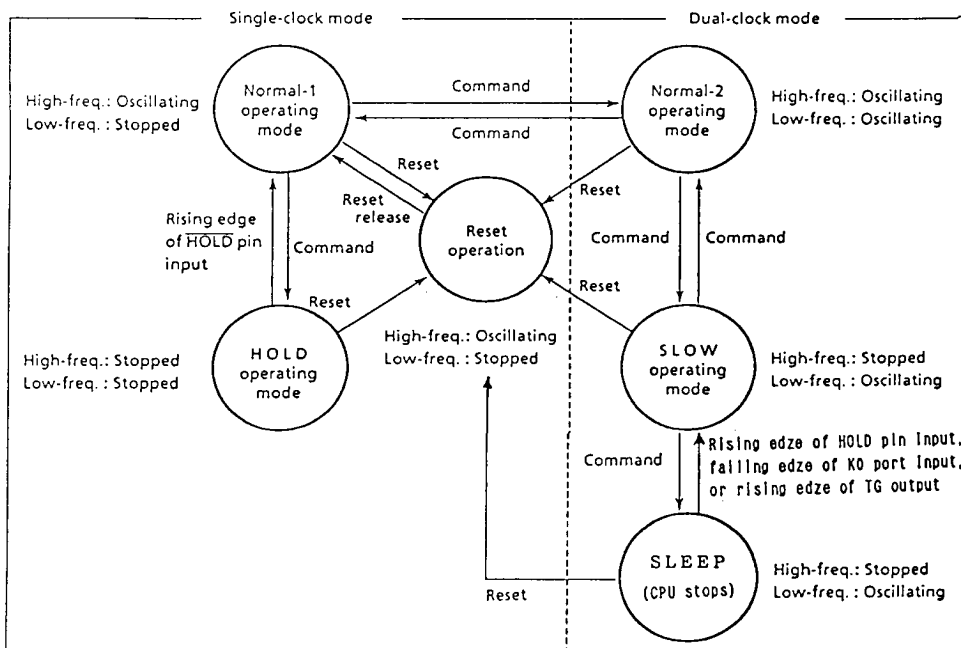 Single-clock mode
Dual-clock mode
Normal-1
operating
mode
High-freq.: Oscillating
Low-freq. : Stopped
Command
Command
Normal-2
operating
mode
High-freq.: Oscillating
Low-freq. : Oscillating
Reset
Reset
release
Reset
Reset
operation
Rising edge
of HOLD pin
input
Command
Command
Command
Reset
Reset
High-freq.: Oscillating
Low-freq. : Stopped
HOLD
operating
mode
High-freq.: Stopped
Low-freq. : Stopped
SLOW
operating
mode
High-freq.: Stopped
Low-freq. : Oscillating
Command
Rising edze of HOLD pin Input,
falling edge of K0 port Input,
or rising edze of TG output
SLEEP
(CPU stops)
High-freq.: Stopped
Low-freq. : Oscillating
Reset